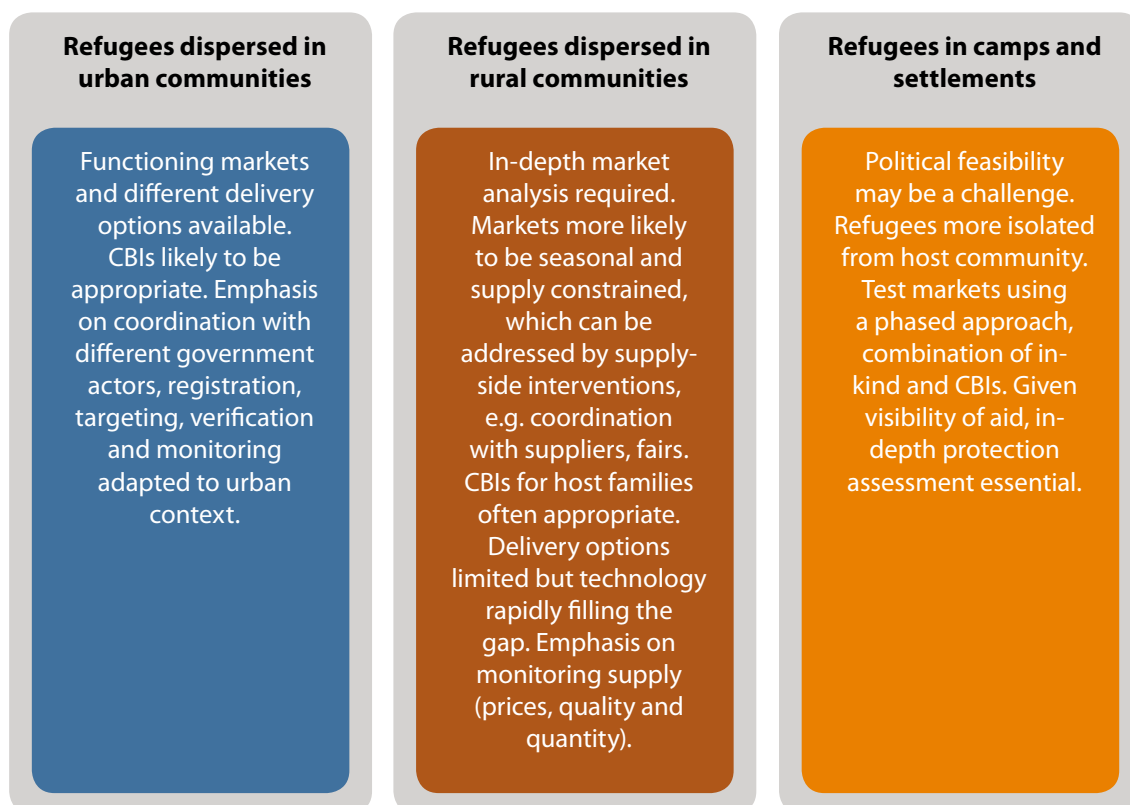 Refugees dispersed in
urban communities
Functioning markets
and different delivery
options available.
CBIs likely to be
appropriate. Emphasis
on coordination with
different government
actors, registration,
targeting, verification
and monitoring
adapted to urban
context.
Refugees dispersed in
rural communities
In-depth market
analysis required.
Markets more likely
to be seasonal and
supply constrained,
which can be
addressed by supply-
side interventions,
e.g. coordination
with suppliers, fairs.
CBIs for host families
often appropriate.
Delivery options
limited but technology
rapidly filling the
gap. Emphasis on
monitoring supply
(prices, quality and
quantity).
Refugees in camps and
settlements
Political feasibility
may be a challenge.
Refugees more isolated
from host community.
Test markets using
a phased approach,
combination of in-
kind and CBIs. Given
visibility of aid, in-
depth protection
assessment essential.